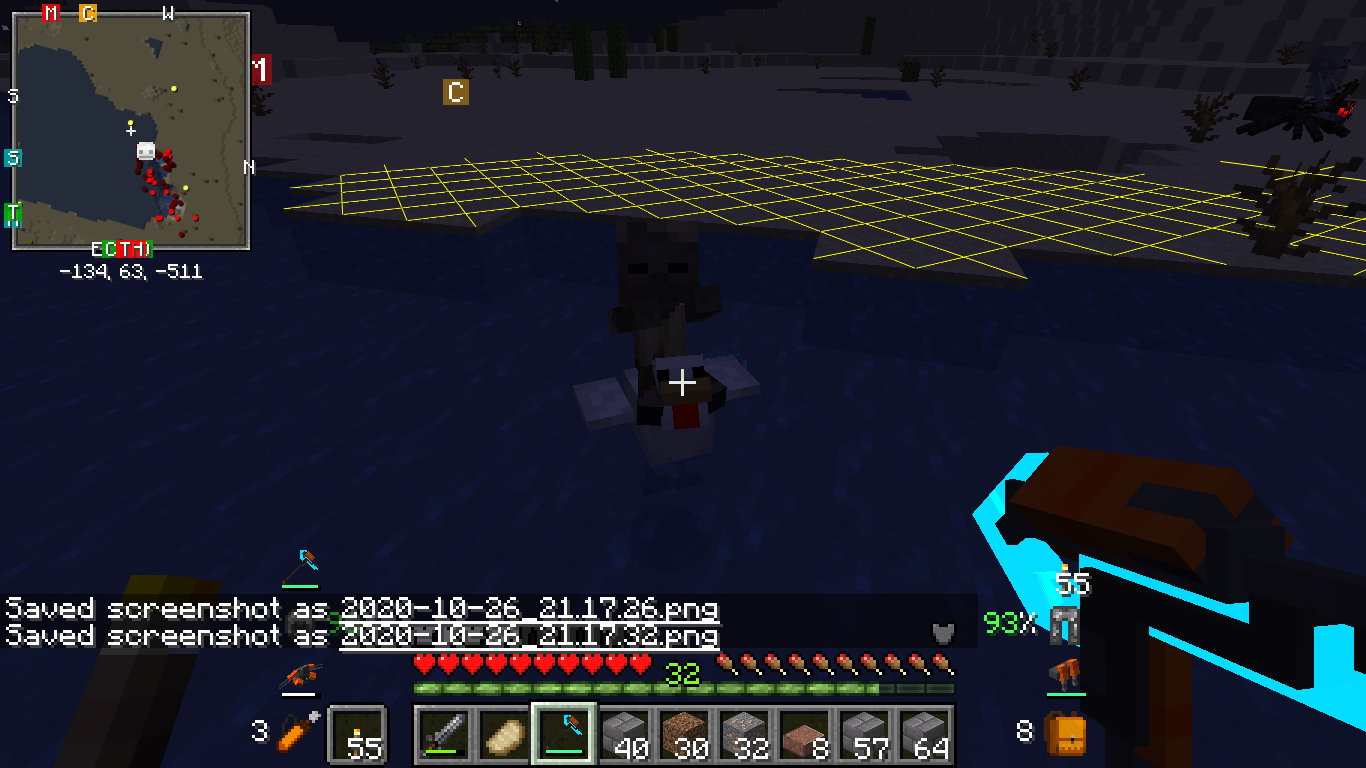 M C W
1
C
S
S
N
T
-134, 63, -511
55
Saved screenshot as 2020-10-26_21.17.26.png
Saved screenshot as 2020-10-26_21.17.32.png
93%
32
3 55 40 30 32 8 57 64 8